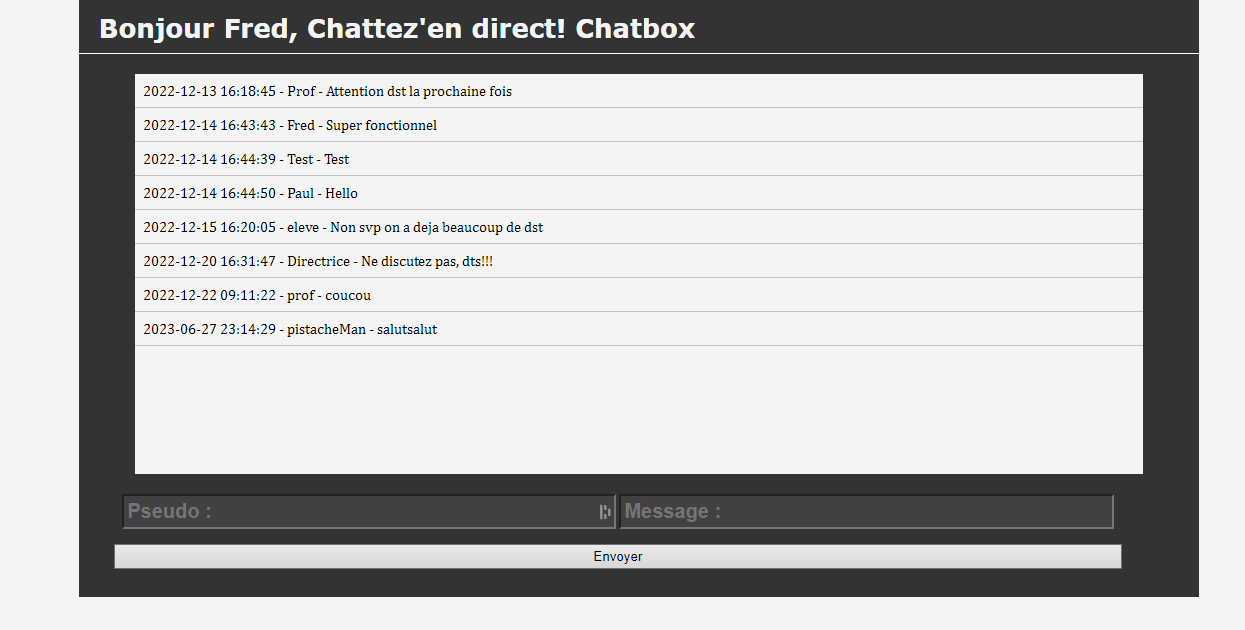 Bonjour Fred, Chattez'en direct! Chatbox
2022-12-13 16:18:45 - Prof - Attention dst la prochaine fois
2022-12-14 16:43:43 - Fred - Super fonctionnel
2022-12-14 16:44:39 - Test - Test
2022-12-14 16:44:50 - Paul - Hello
2022-12-15 16:20:05 - eleve - Non svp on a deja beaucoup de dst
2022-12-20 16:31:47 - Directrice - Ne discutez pas, dts!!!
2022-12-22 09:11:22 - prof - coucou
2023-06-27 23:14:29 - pistacheMan - salutsalut
Pseudo : Message :
Envoyer